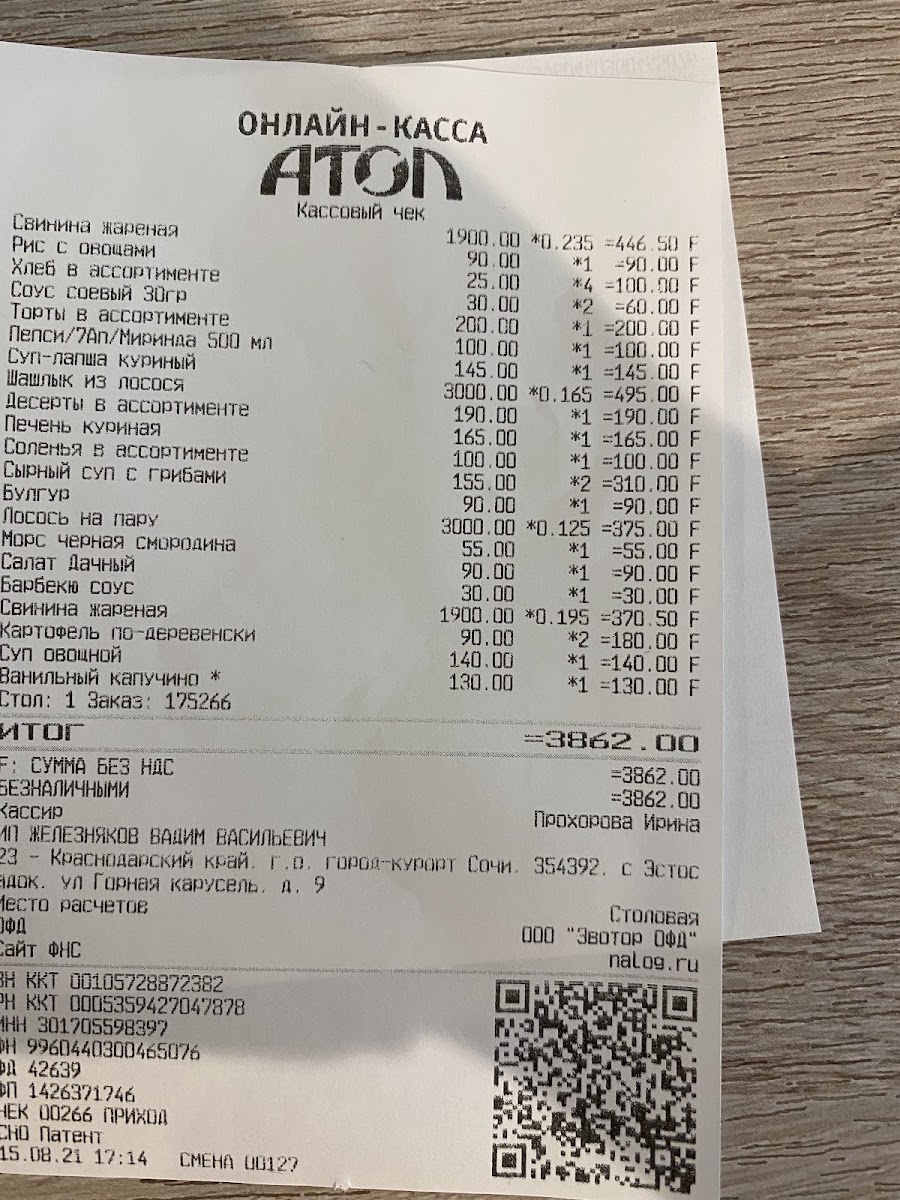 ОНЛАЙН-КАССА
АТОЛ
Кассовый чек
Свинина жареная 1900.00 *0.235 =446.50 F
Рис с овощами 90.00 *1 =90.00 F
Хлеб в ассортименте 25.00 *4 =100.00 F
Соус соевый 30гр 30.00 *2 =60.00 F
Торты в ассортименте 200.00 *1 =200.00 F
Пепси/7Ап/Миринда 500 мл 100.00 *1 =100.00 F
Суп-лапша куриный 145.00 *1 =145.00 F
Шашлык из лосося 3000.00 *0.165 =495.00 F
Десерты в ассортименте 190.00 *1 =190.00 F
Печень куриная 165.00 *1 =165.00 F
Соленья в ассортименте 100.00 *1 =100.00 F
Сырный суп с грибами 155.00 *2 =310.00 F
Булгур 90.00 *1 =90.00 F
Лосось на пару 3000.00 *0.125 =375.00 F
Морс черная смородина 55.00 *1 =55.00 F
Салат Дачный 90.00 *1 =90.00 F
Барбекю соус 30.00 *1 =30.00 F
Свинина жареная 1900.00 *0.195 =370.50 F
Картофель по-деревенски 90.00 *2 =180.00 F
Суп овощной 140.00 *1 =140.00 F
Ванильный капучино * 130.00 *1 =130.00 F
Стол: 1 Заказ: 175266
ИТОГ =3862.00
F: СУММА БЕЗ НДС =3862.00
БЕЗНАЛИЧНЫМИ =3862.00
Кассир Прохорова Ирина
ИП ЖЕЛЕЗНЯКОВ ВАДИМ ВАСИЛЬЕВИЧ
23 - Краснодарский край. г.о. город-курорт Сочи. 354392. с Эстос
адок. ул Горная карусель. д. 9
Место расчетов Столовая
ОФД ООО "Эвотор ОФД"
Сайт ФНС nalog.ru
ЗН ККТ 00105728872382
РН ККТ 0005359427047878
ИНН 301705598397
ФН 9960440300465076
ФД 42639
ФП 1426371746
ЧЕК 00266 ПРИХОД
СНО Патент
15.08.21 17:14 СМЕНА 00127